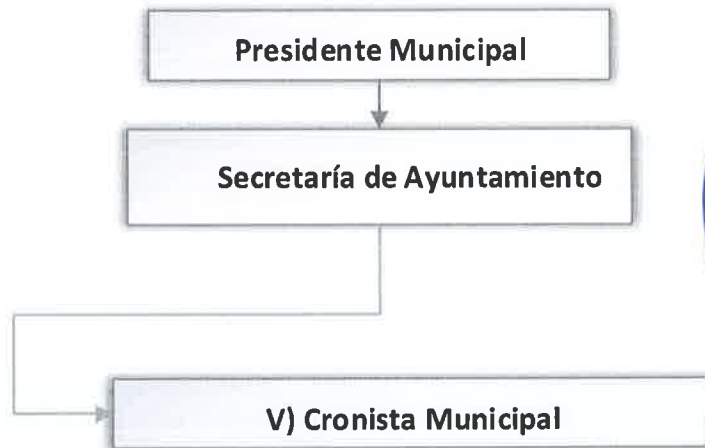 Presidente Municipal
Secretaría de Ayuntamiento
V) Cronista Municipal